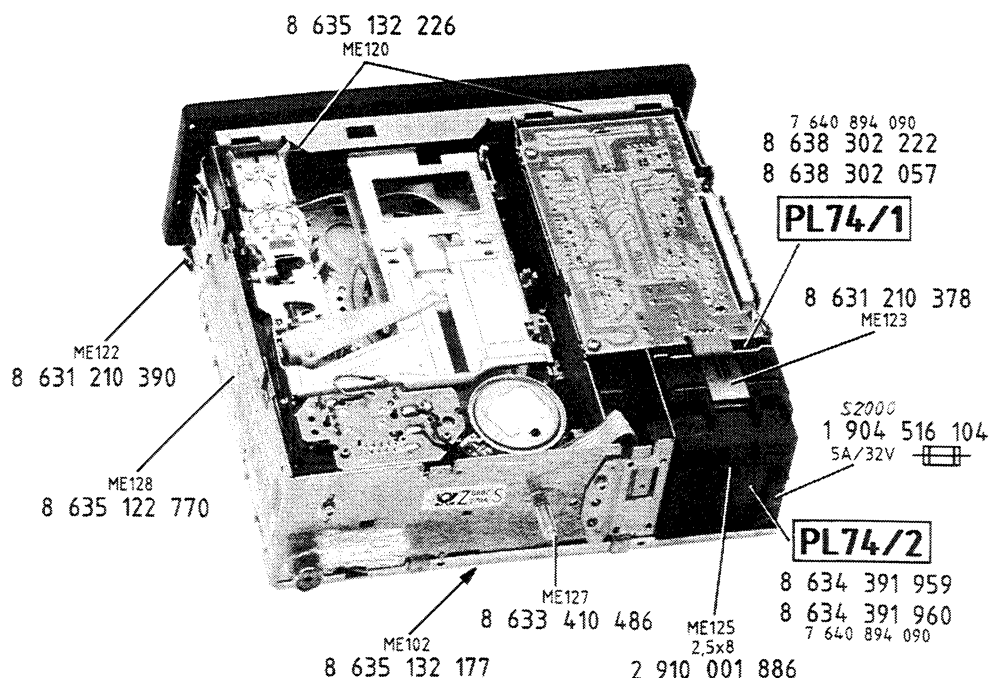 8 635 132 226
ME120
7 640 894 090
8 638 302 222
8 638 302 057
PL74/1
8 631 210 378
ME123
ME122
8 631 210 390
S2000
1 904 516 104
5A/32V
ME128
8 635 122 770
Z
S
PL74/2
8 634 391 959
8 634 391 960
7 640 894 090
ME127
8 633 410 486
ME125
2,5x8
2 910 001 886
ME102
8 635 132 177